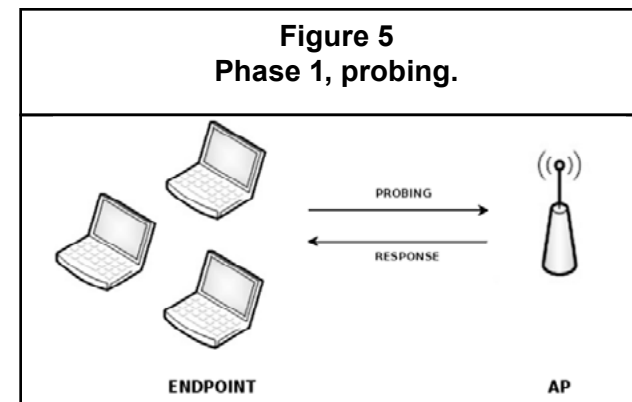 Figure 5
Phase 1, probing.
PROBING
RESPONSE
ENDPOINT
AP